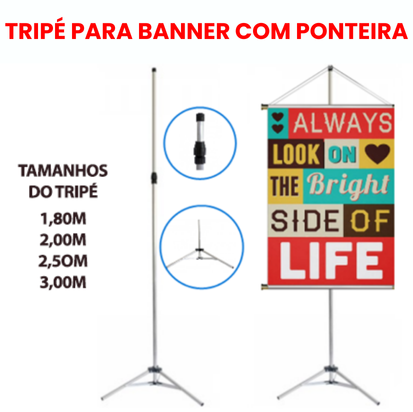 TRIPÉ PARA BANNER COM PONTEIRA
TAMANHOS
DO TRIPÉ
1,80M
2,00M
2,50M
3,00M
ALWAYS
LOOK ON
THE Bright
SIDE OF
LIFE